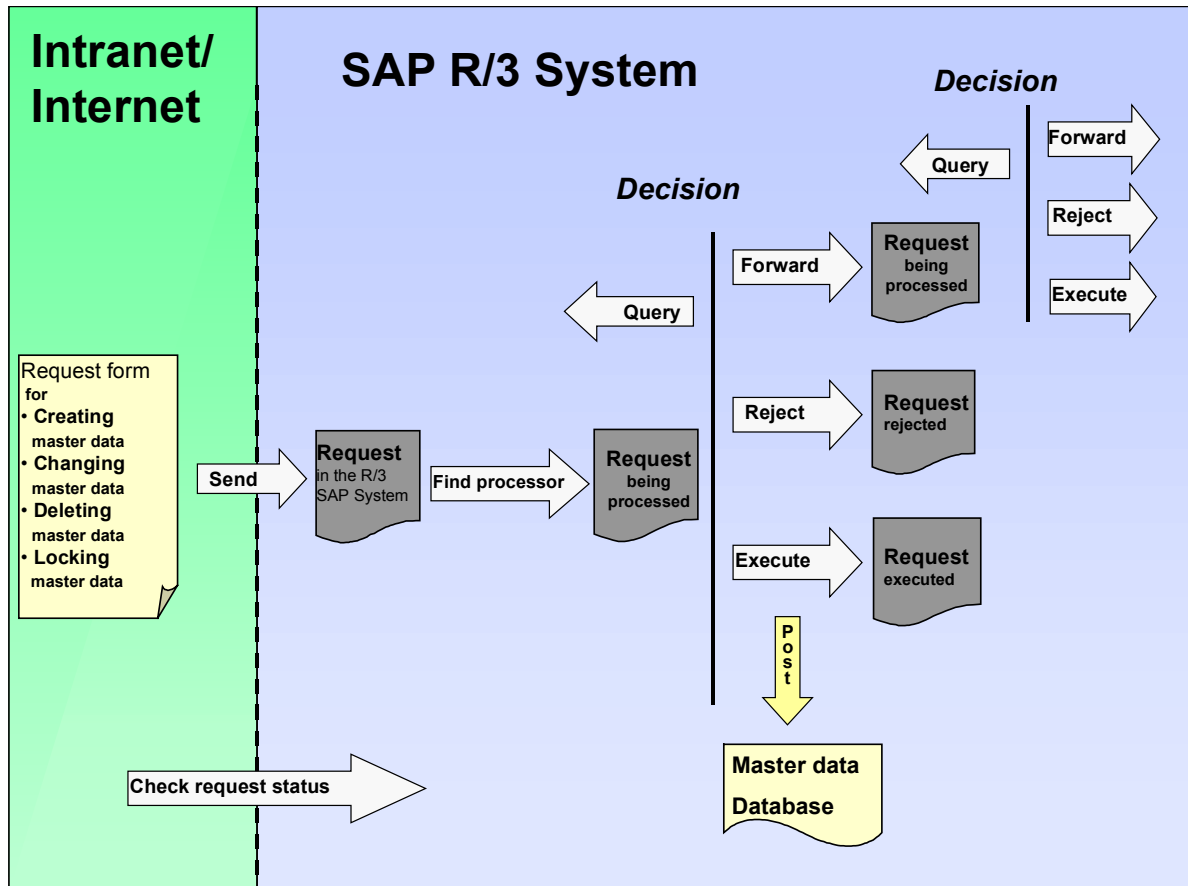 Intranet/
Internet
SAP R/3 System
Decision
Forward
Query
Reject
Execute
Decision
Forward
Request
being
processed
Query
Request form
for
• Creating
master data
• Changing
master data
• Deleting
master data
• Locking
master data
Send
Request
in the R/3
SAP System
Find processor
Request
being
processed
Reject
Request
rejected
Execute
Request
executed
P
o
s
t
Check request status
Master data
Database